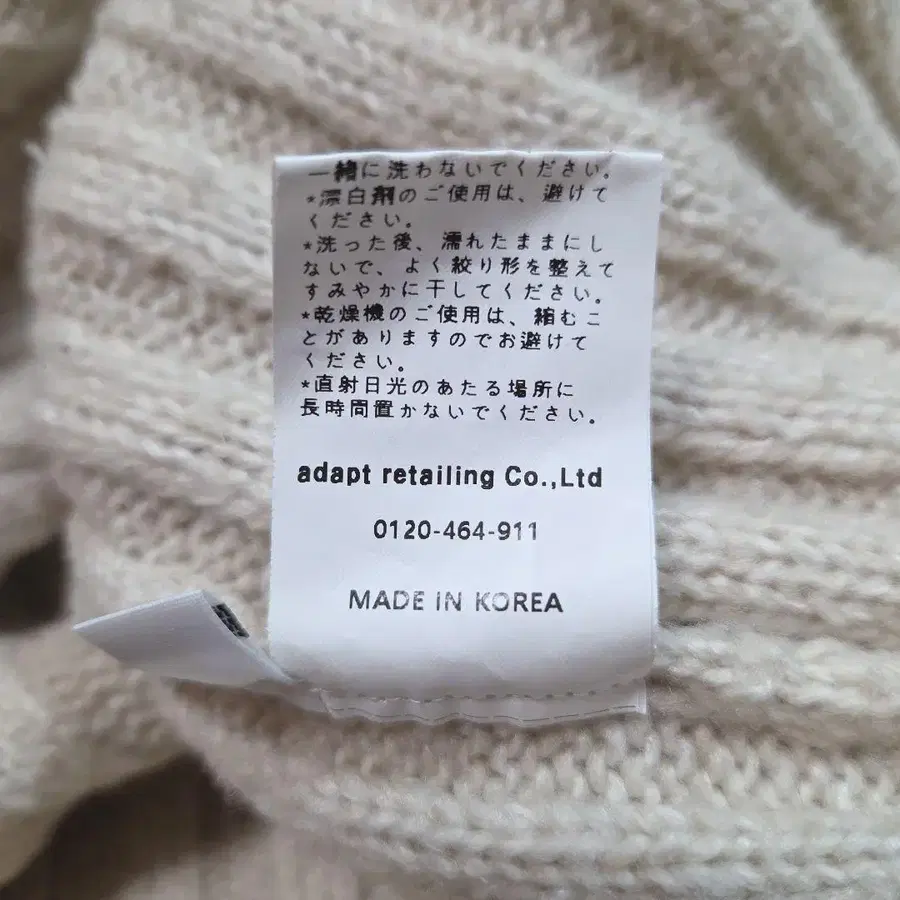 一緒に洗わないでください。
*漂白剤のご使用は、避けて
ください。
*洗った後、濡れたままにし
ないで、よく絞り形を整えて
すみやかに干してください。
*乾燥機のご使用は、縮むこ
とがありますのでお避けて
ください。
*直射日光のあたる場所に
長時間置かないでください。
adapt retailing Co.,Ltd
0120-464-911
MADE IN KOREA